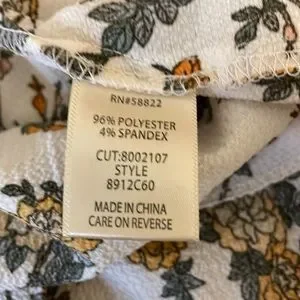 RN#58822
96% POLYESTER
4% SPANDEX
CUT:8002107
STYLE
8912C60
MADE IN CHINA
CARE ON REVERSE